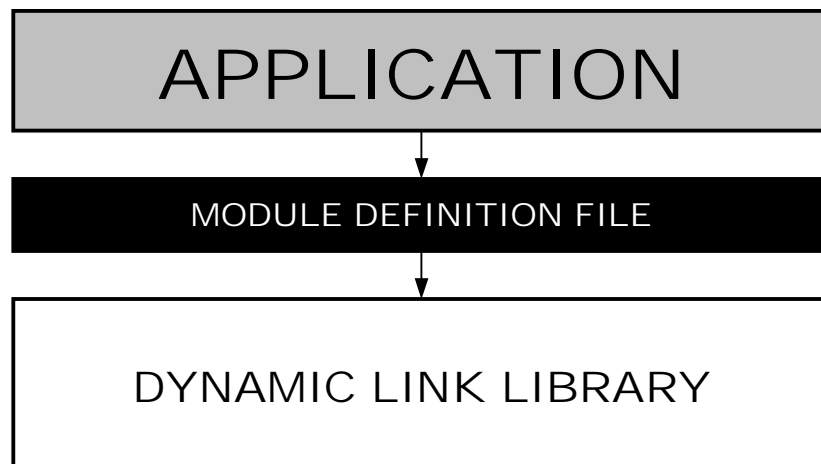 APPLICATION
MODULE DEFINITION FILE
DYNAMIC LINK LIBRARY